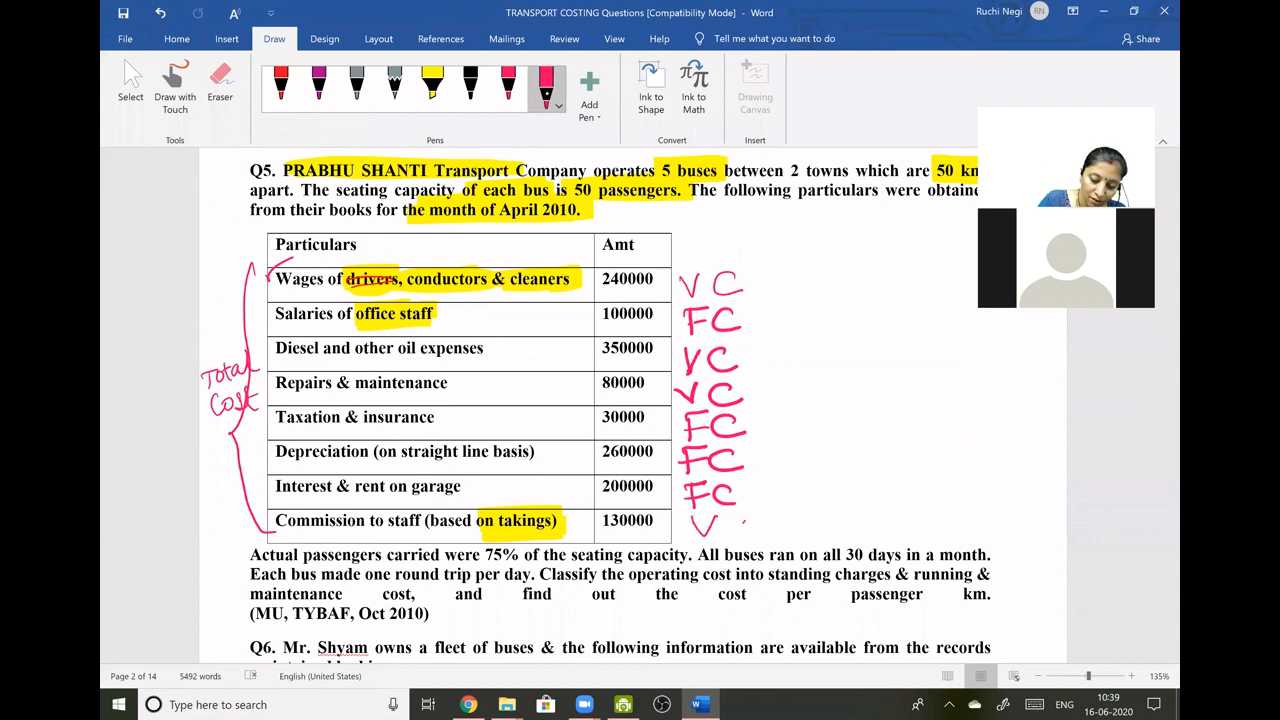 TRANSPORT COSTING Questions [Compatibility Mode] - Word
Ruchi Negi
RN
File Home Insert Draw Design Layout References Mailings Review View Help Tell me what you want to do
Share
Select
Draw with Touch
Eraser
Add Pen
Ink to Shape
Ink to Math
Drawing Canvas
Tools
Pens
Convert
Insert
Q5. PRABHU SHANTI Transport Company operates 5 buses between 2 towns which are 50 km
apart. The seating capacity of each bus is 50 passengers. The following particulars were obtaine
from their books for the month of April 2010.
Particulars Amt
Wages of drivers, conductors & cleaners 240000 VC
Salaries of office staff 100000 FC
Diesel and other oil expenses 350000 VC
Repairs & maintenance 80000 VC
Taxation & insurance 30000 FC
Depreciation (on straight line basis) 260000 FC
Interest & rent on garage 200000 FC
Commission to staff (based on takings) 130000 V
Total
Cost
Actual passengers carried were 75% of the seating capacity. All buses ran on all 30 days in a month.
Each bus made one round trip per day. Classify the operating cost into standing charges & running &
maintenance cost, and find out the cost per passenger km.
(MU, TYBAF, Oct 2010)
Q6. Mr. Shyam owns a fleet of buses & the following information are available from the records
Page 2 of 14 5492 words English (United States) 135%
Type here to search
ENG
10:39
16-06-2020